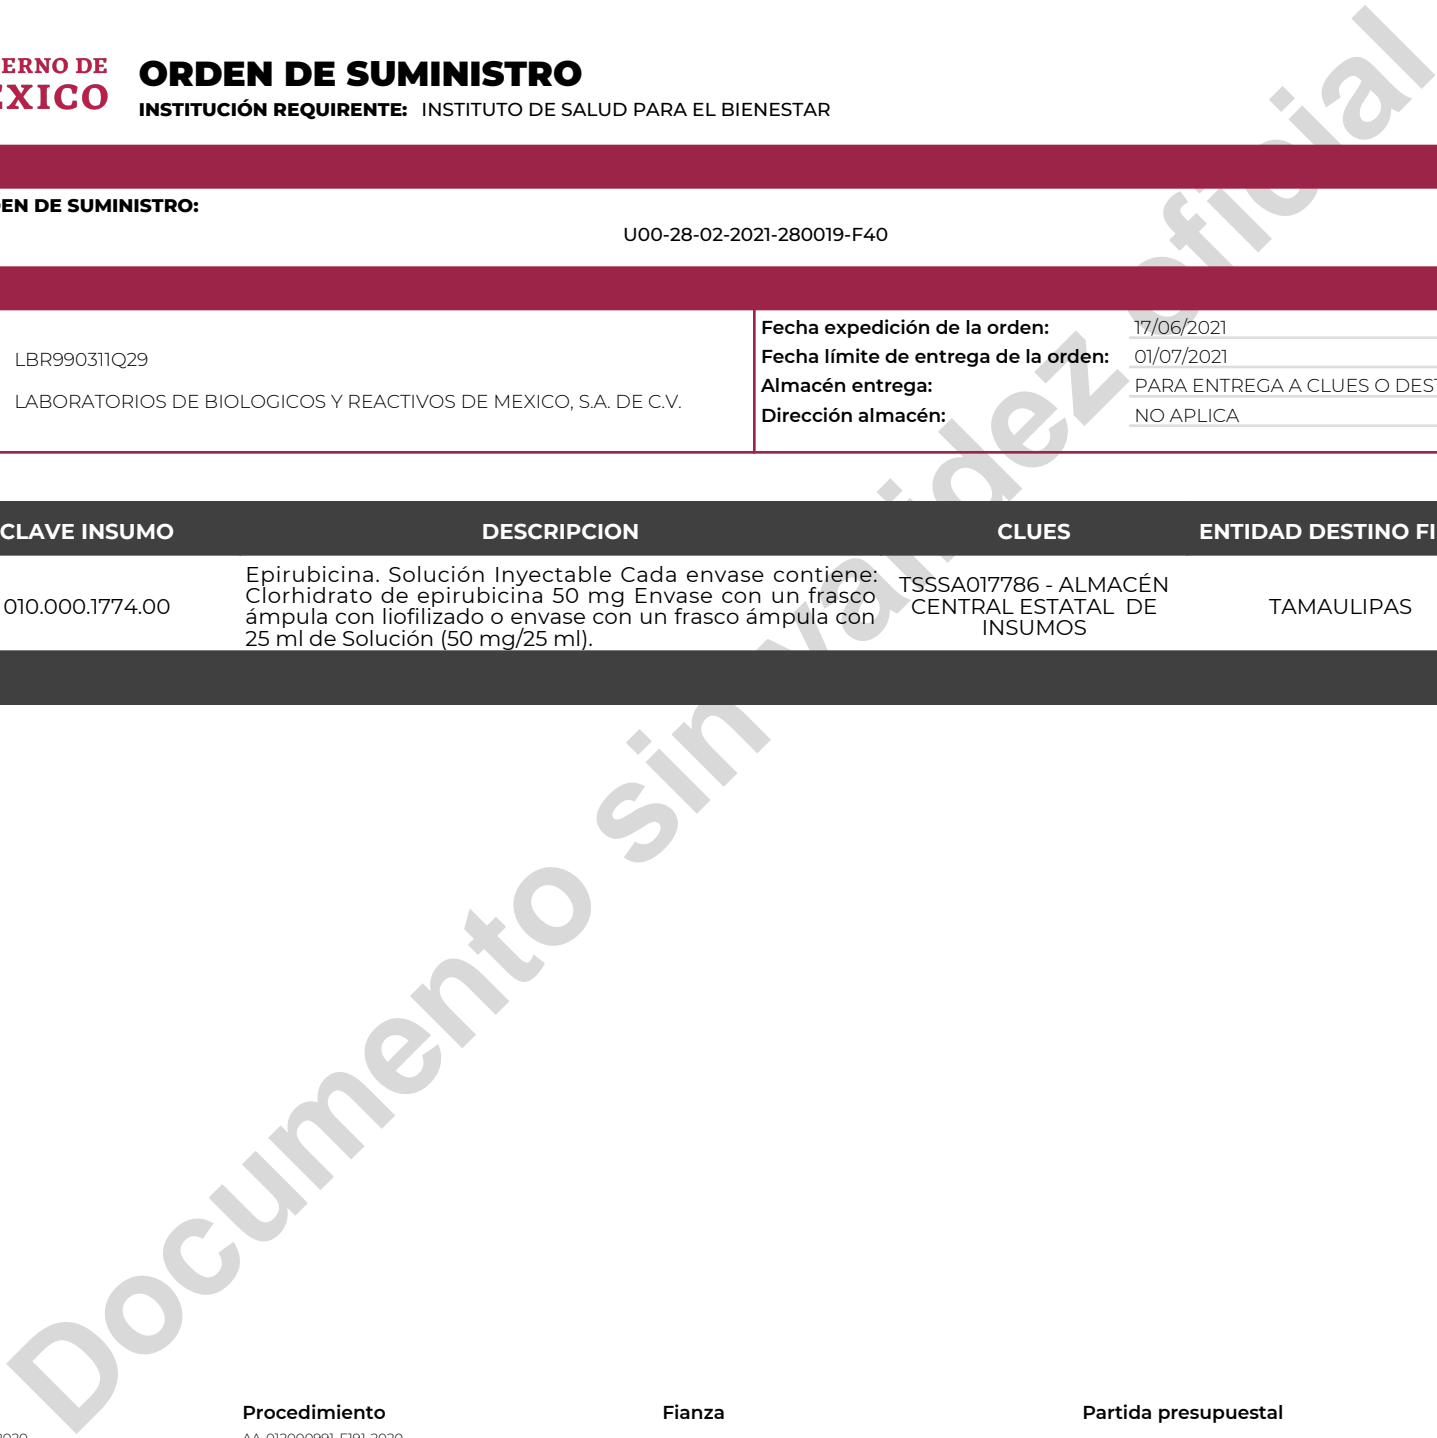 ERNO DE
ORDEN DE SUMINISTRO
EXICO
INSTITUCIÓN REQUIRENTE: INSTITUTO DE SALUD PARA EL BIENESTAR
EN DE SUMINISTRO:
U00-28-02-2021-280019-F40
LBR990311Q29
LABORATORIOS DE BIOLOGICOS Y REACTIVOS DE MEXICO, S.A. DE C.V.
Fecha expedición de la orden: 17/06/2021
Fecha límite de entrega de la orden: 01/07/2021
Almacén entrega: PARA ENTREGA A CLUES O DEST
Dirección almacén: NO APLICA
CLAVE INSUMO DESCRIPCION CLUES ENTIDAD DESTINO FI
010.000.1774.00
Epirubicina. Solución Inyectable Cada envase contiene:
Clorhidrato de epirubicina 50 mg Envase con un frasco
ámpula con liofilizado o envase con un frasco ámpula con
25 ml de Solución (50 mg/25 ml).
TSSSA017786 - ALMACÉN
CENTRAL ESTATAL DE
INSUMOS
TAMAULIPAS
Documento sin validez oficial
Procedimiento Fianza Partida presupuestal